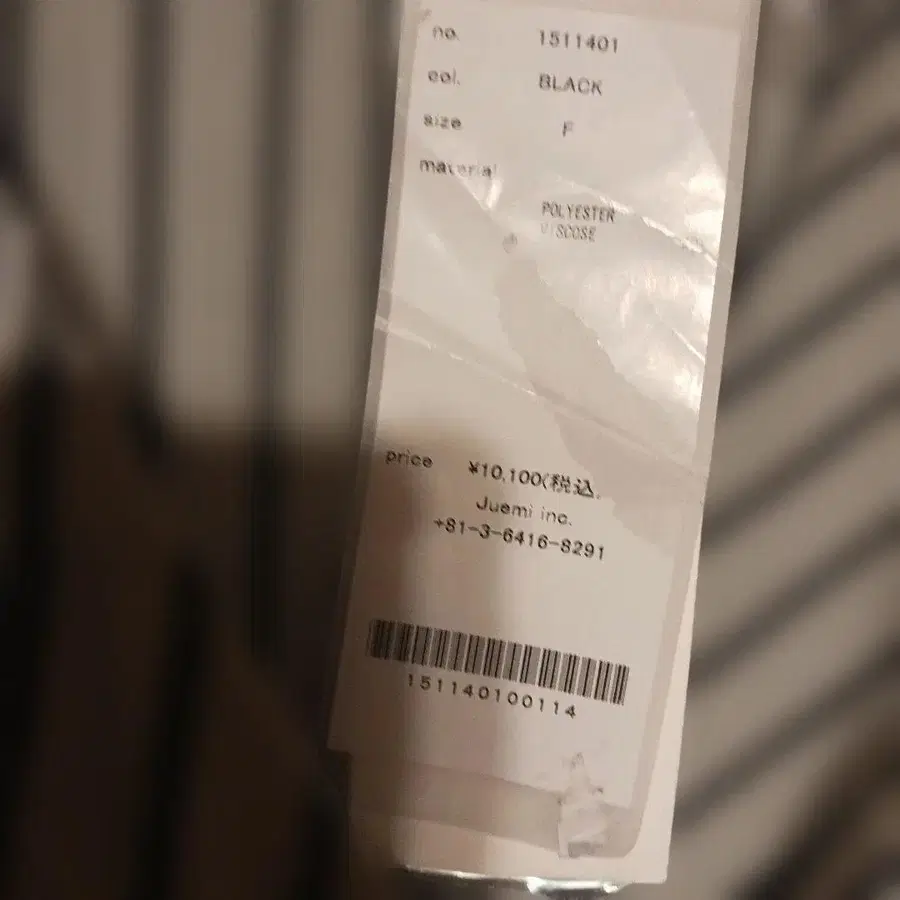 no. 1511401
col. BLACK
size F
material
POLYESTER
VISCOSE
price ¥10,100(税込
Juemi inc.
+81-3-6416-8291
151140100114